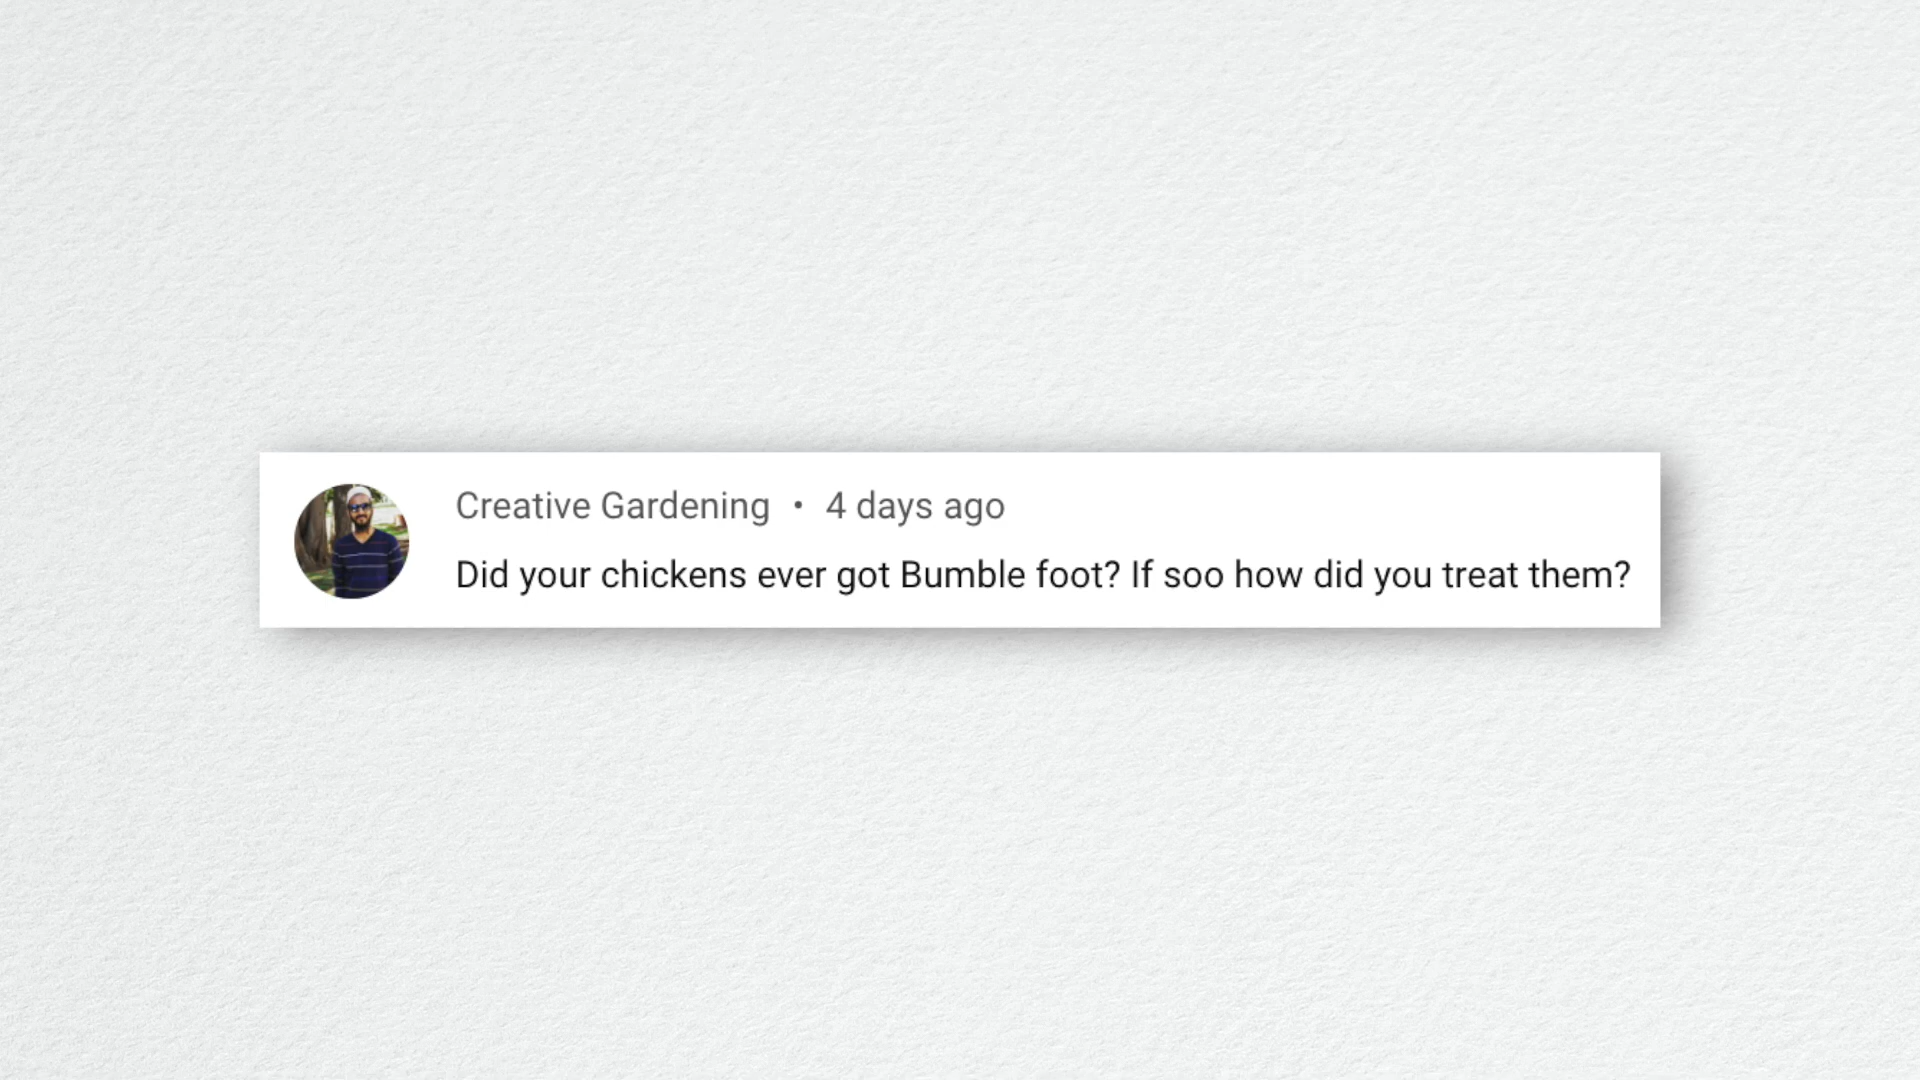 Creative Gardening • 4 days ago
Did your chickens ever got Bumble foot? If soo how did you treat them?